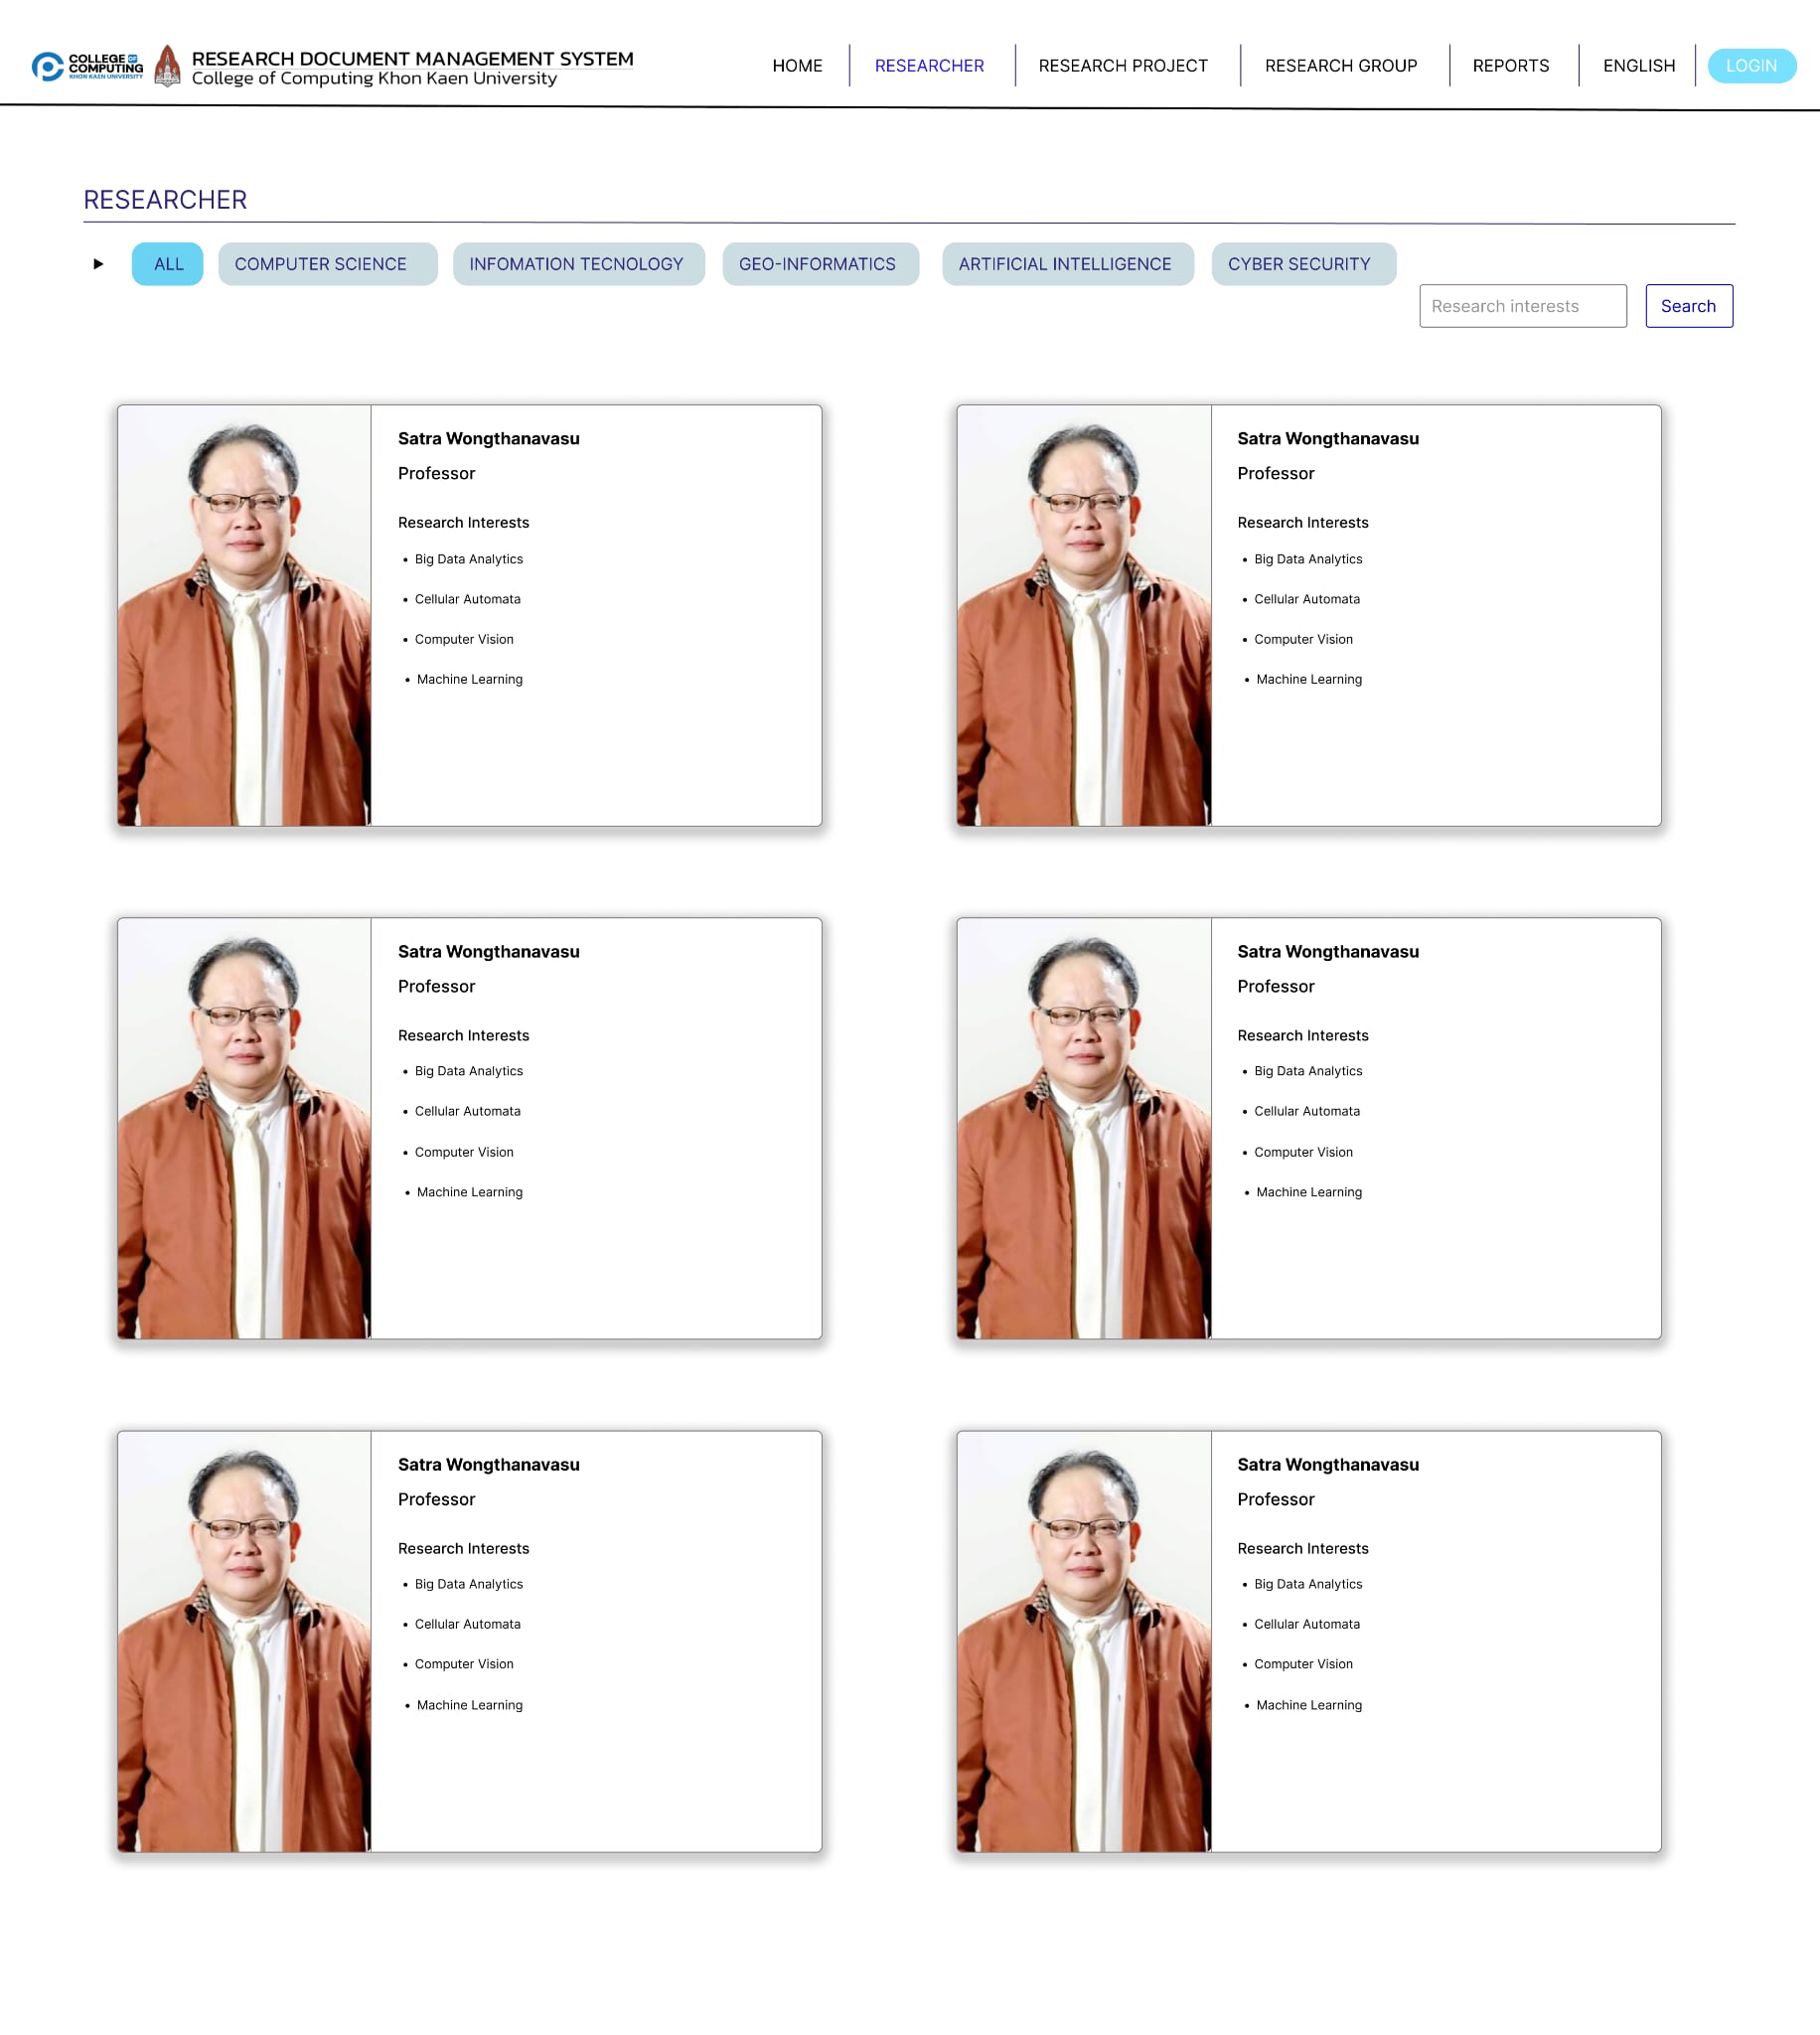 COLLEGE OF
COMPUTING
KHON KAEN UNIVERSITY
RESEARCH DOCUMENT MANAGEMENT SYSTEM
College of Computing Khon Kaen University
HOME
RESEARCHER
RESEARCH PROJECT
RESEARCH GROUP
REPORTS
ENGLISH
LOGIN
RESEARCHER
ALL
COMPUTER SCIENCE
INFOMATION TECNOLOGY
GEO-INFORMATICS
ARTIFICIAL INTELLIGENCE
CYBER SECURITY
Research interests
Search
Satra Wongthanavasu
Professor
Research Interests
• Big Data Analytics
• Cellular Automata
• Computer Vision
• Machine Learning
Satra Wongthanavasu
Professor
Research Interests
• Big Data Analytics
• Cellular Automata
• Computer Vision
• Machine Learning
Satra Wongthanavasu
Professor
Research Interests
• Big Data Analytics
• Cellular Automata
• Computer Vision
• Machine Learning
Satra Wongthanavasu
Professor
Research Interests
• Big Data Analytics
• Cellular Automata
• Computer Vision
• Machine Learning
Satra Wongthanavasu
Professor
Research Interests
• Big Data Analytics
• Cellular Automata
• Computer Vision
• Machine Learning
Satra Wongthanavasu
Professor
Research Interests
• Big Data Analytics
• Cellular Automata
• Computer Vision
• Machine Learning